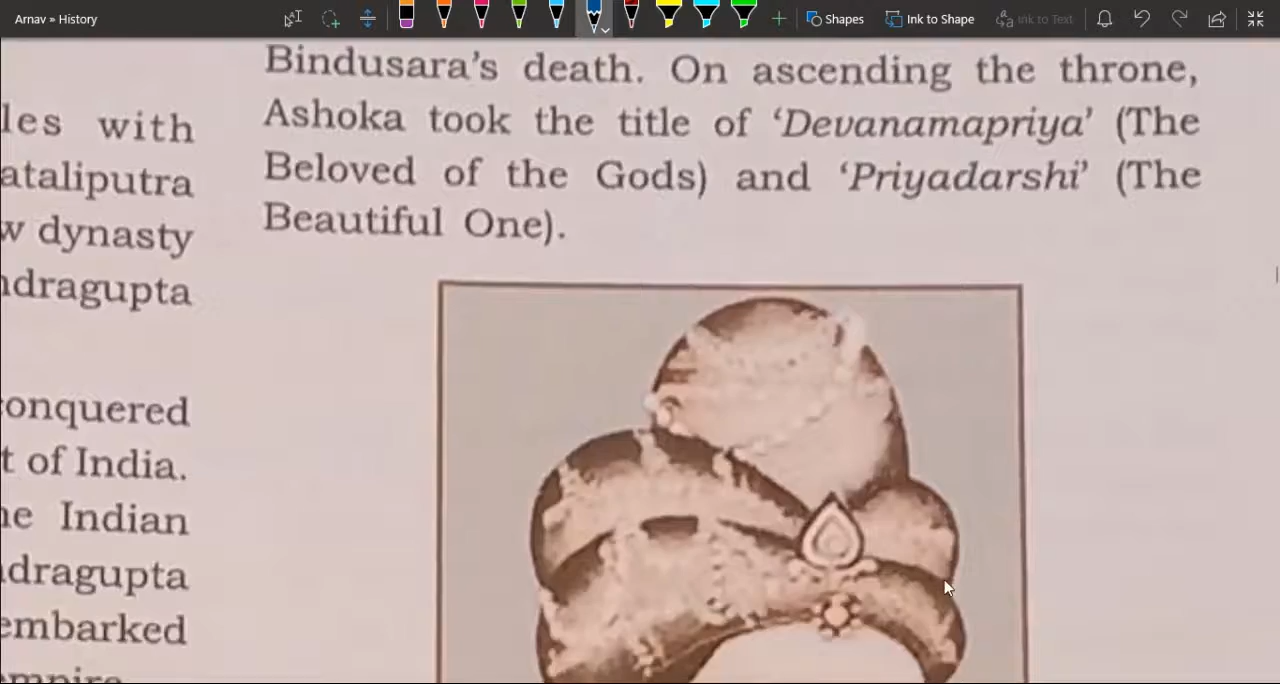 Arnav » History
Shapes
Ink to Shape
Ink to Text
les with
ataliputra
w dynasty
ndragupta
conquered
t of India.
he Indian
ndragupta
embarked
Bindusara's death. On ascending the throne,
Ashoka took the title of ‘Devanamapriya’ (The
Beloved of the Gods) and ‘Priyadarshi’ (The
Beautiful One).